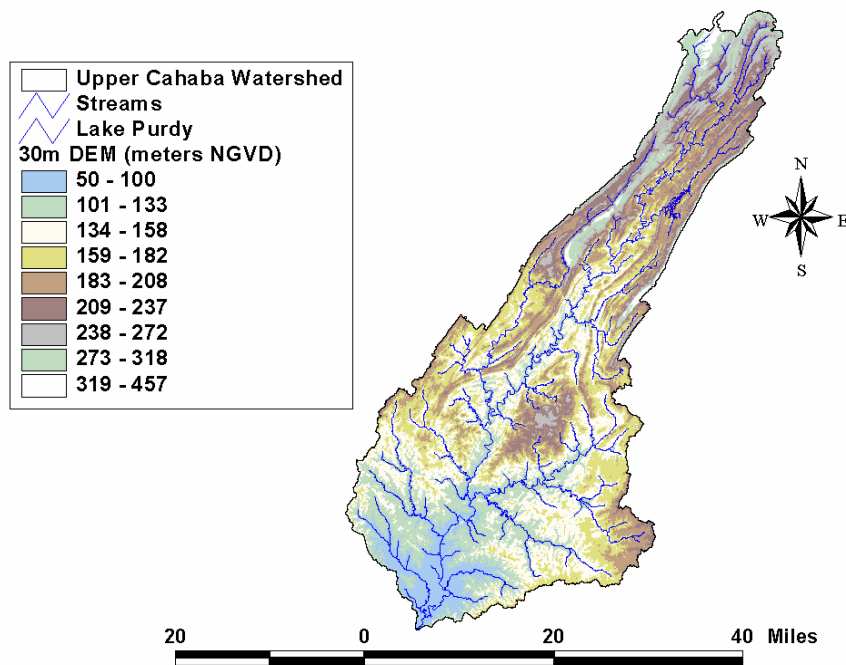 Upper Cahaba Watershed
Streams
Lake Purdy
30m DEM (meters NGVD)
50 - 100
101 - 133
134 - 158
159 - 182
183 - 208
209 - 237
238 - 272
273 - 318
319 - 457
N
W E
S
20 0 20 40 Miles